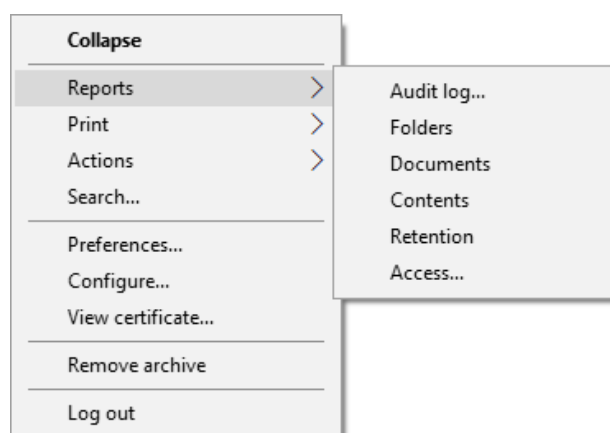 Collapse
Reports
Print
Actions
Search...
Preferences...
Configure...
View certificate...
Remove archive
Log out
Audit log...
Folders
Documents
Contents
Retention
Access...